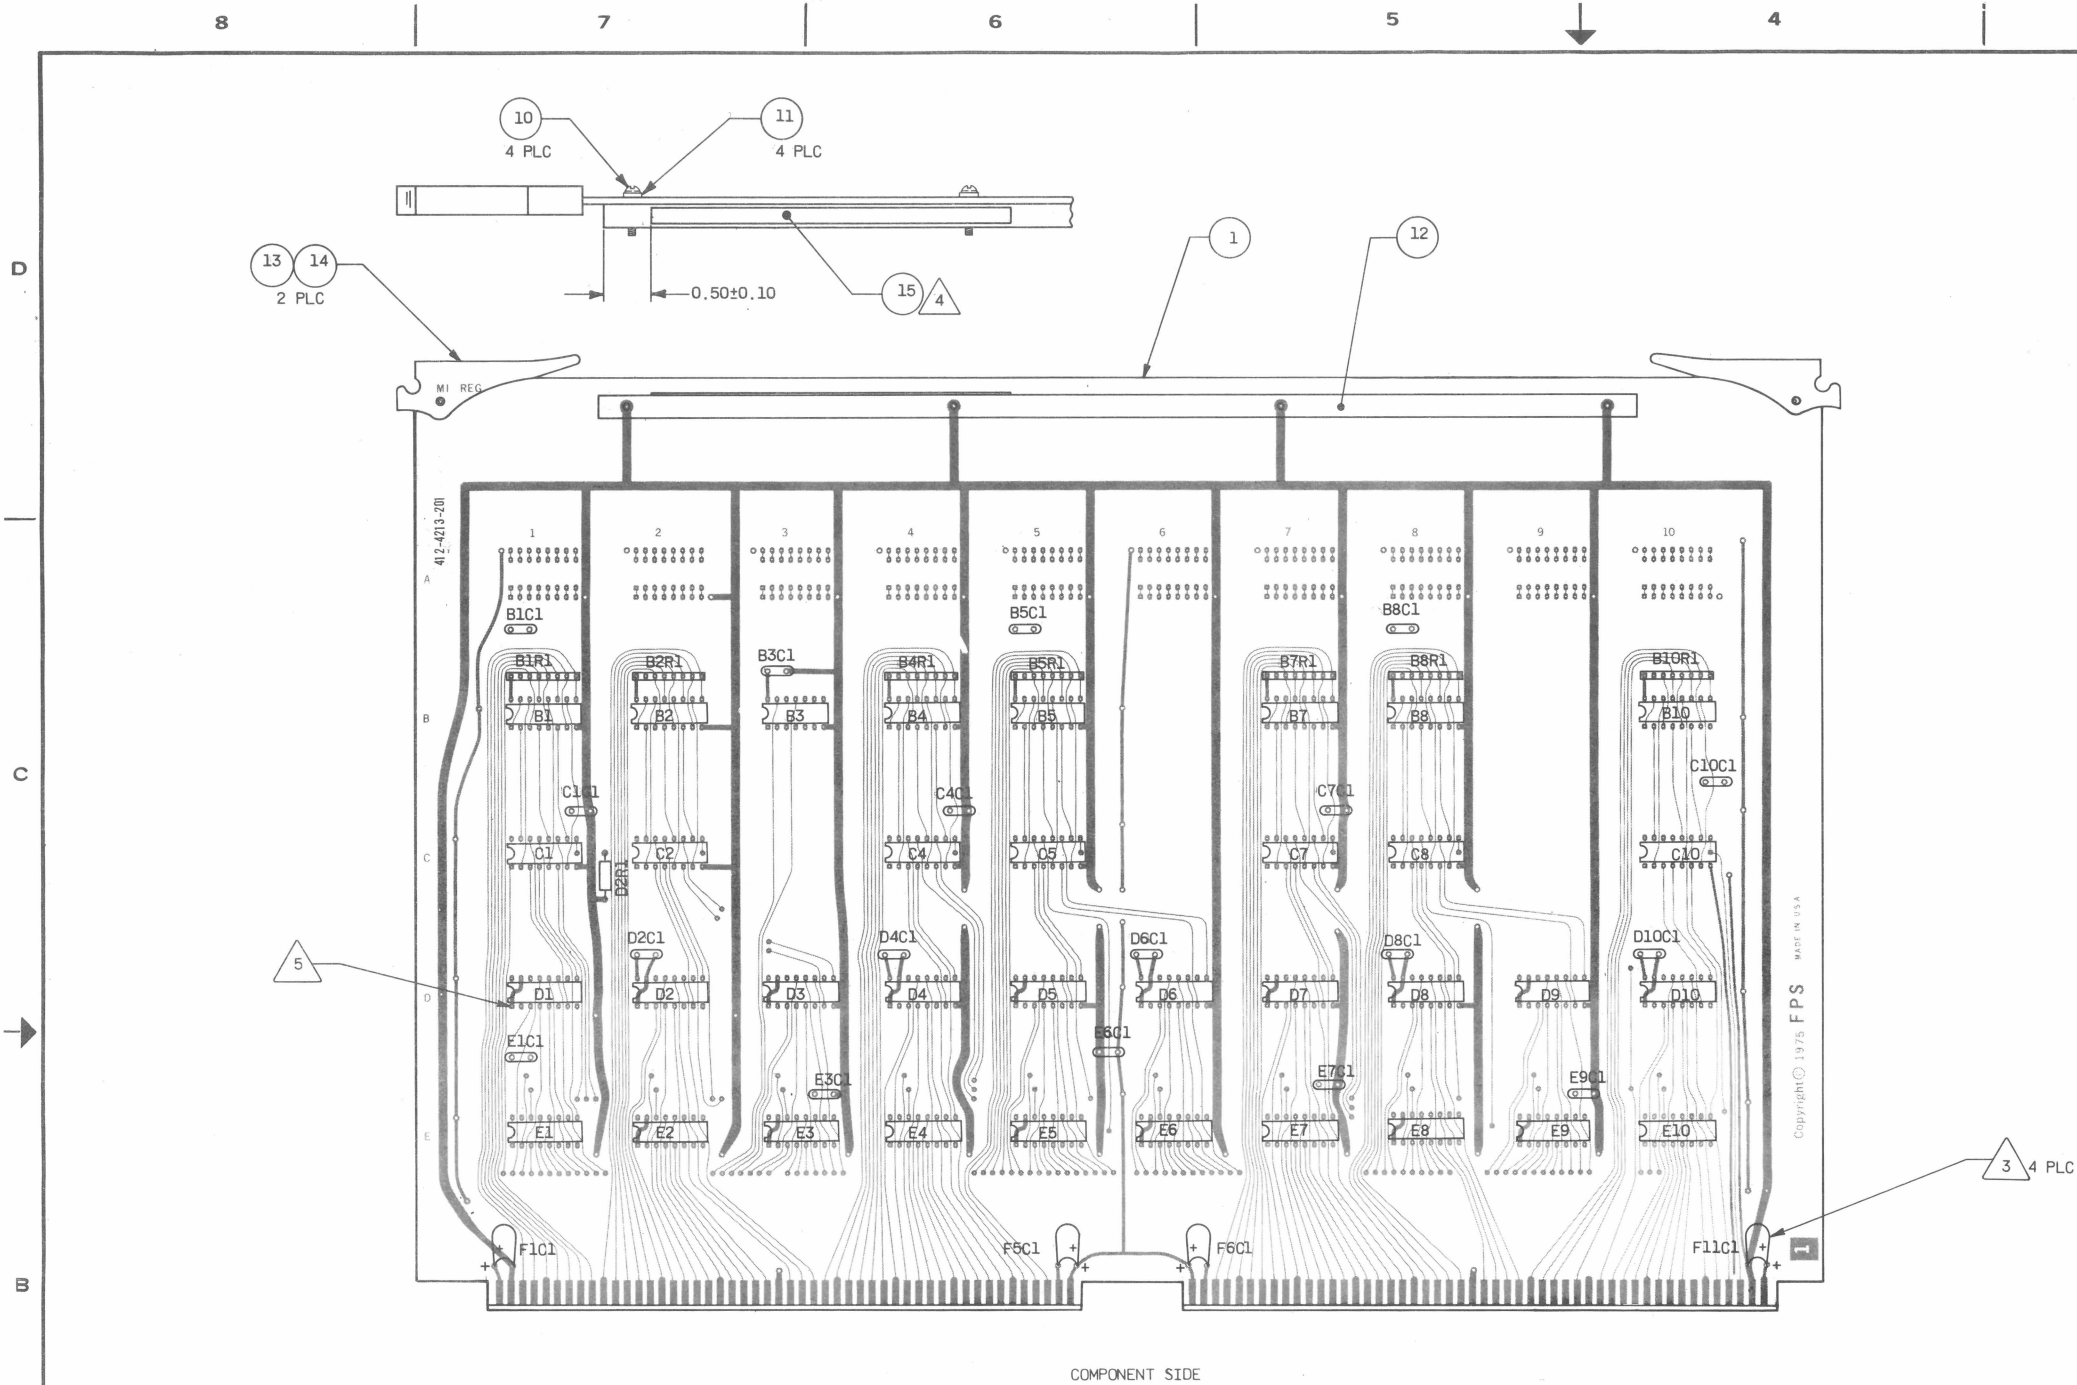 8 7 6 5 4
10 11
4 PLC 4 PLC
D
13 14
2 PLC
0.50±0.10
15 4
1
12
MI REG
412-4213-201
1 2 3 4 5 6 7 8 9 10
A
B1C1 B5C1 B8C1
B1R1 B2R1 B3C1 B4R1 B5R1 B7R1 B8R1 B10R1
B B1 B2 B3 B4 B5 B7 B8 B10
C
C1C1 C4C1 C7C1 C10C1
C C1 C2 C4 C5 C7 C8 C10
D2R1
D2C1 D4C1 D6C1 D8C1 D10C1
5
D D1 D2 D3 D4 D5 D6 D7 D8 D9 D10
E1C1 E6C1
E3C1 E7C1 E9C1
E E1 E2 E3 E4 E5 E6 E7 E8 E9 E10
Copyright © 1975 FPS MADE IN USA
3 4 PLC
+ F1C1 F5C1 + + F6C1 F11C1 +
+ + + +
1
B
COMPONENT SIDE